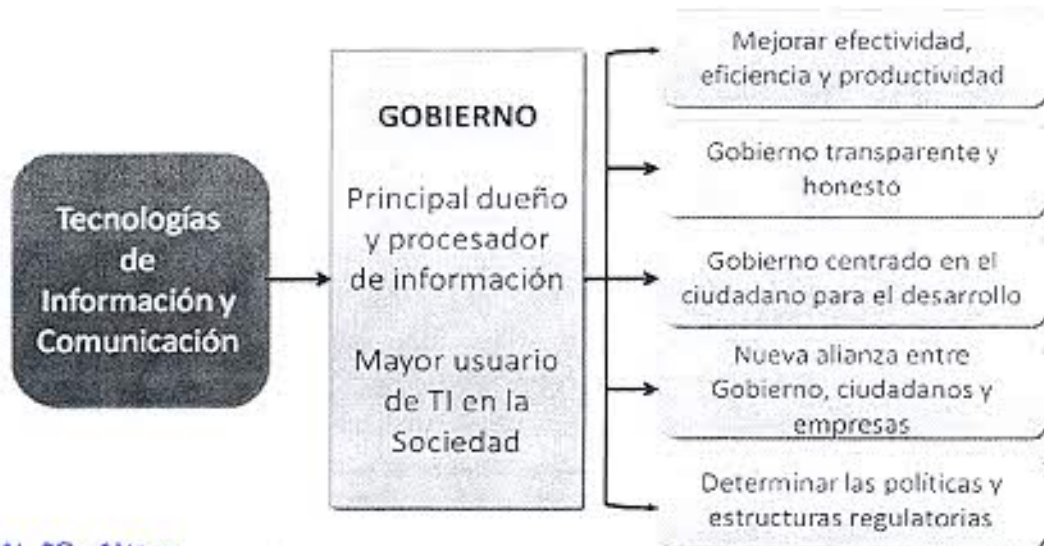 Tecnologías
de
Información y
Comunicación
GOBIERNO
Principal dueño
y procesador
de información
Mayor usuario
de TI en la
Sociedad
Mejorar efectividad,
eficiencia y productividad
Gobierno transparente y
honesto
Gobierno centrado en el
ciudadano para el desarrollo
Nueva alianza entre
Gobierno, ciudadanos y
empresas
Determinar las políticas y
estructuras regulatorias